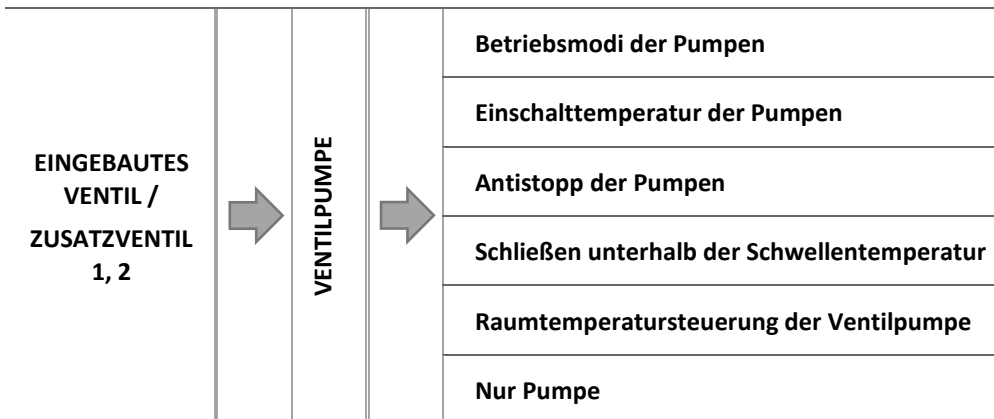 EINGEBAUTES
VENTIL /
ZUSATZVENTIL
1, 2
VENTILPUMPE
Betriebsmodi der Pumpen
Einschalttemperatur der Pumpen
Antistopp der Pumpen
Schließen unterhalb der Schwellentemperatur
Raumtemperatursteuerung der Ventilpumpe
Nur Pumpe